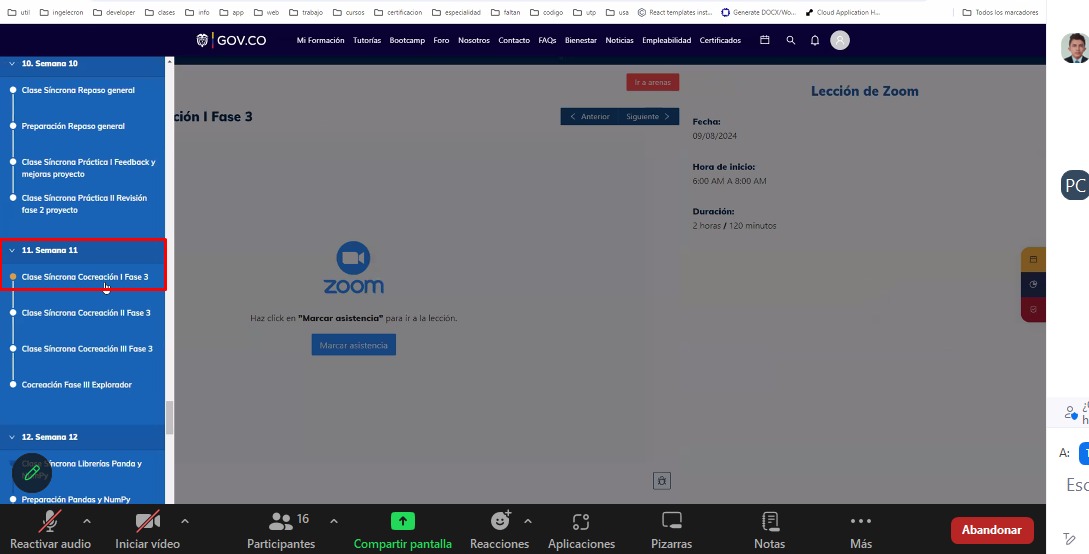 util ingelecron developer clases info app web trabajo cursos certificacion especialidad faltan codigo utp usa React templates inst... Generate DOCX/Wo... Cloud Application H... Todos los marcadores
GOV.CO Mi Formación Tutorías Bootcamp Foro Nosotros Contacto FAQs Bienestar Noticias Empleabilidad Certificados
10. Semana 10
Clase Síncrona Repaso general
Preparación Repaso general
Clase Síncrona Práctica I Feedback y
mejoras proyecto
Clase Síncrona Práctica II Revisión
fase 2 proyecto
11. Semana 11
Clase Síncrona Cocreación I Fase 3
Clase Síncrona Cocreación II Fase 3
Clase Síncrona Cocreación III Fase 3
Cocreación Fase III Explorador
12. Semana 12
Síncrona Librerías Panda y
Preparación Pandas y NumPy
Ir a arenas
ción I Fase 3
Anterior Siguiente
zoom
Haz click en "Marcar asistencia" para ir a la lección.
Marcar asistencia
Lección de Zoom
Fecha:
09/08/2024
Hora de inicio:
6:00 AM A 8:00 AM
Duración:
2 horas / 120 minutos
PC
A:
Esc
Reactivar audio Iniciar vídeo Participantes 16 Compartir pantalla Reacciones Aplicaciones Pizarras Notas Más Abandonar